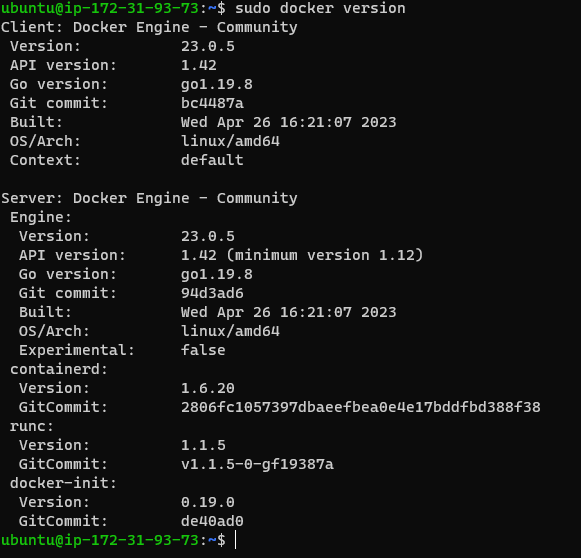 ubuntu@ip-172-31-93-73:~$ sudo docker version
Client: Docker Engine - Community
 Version:           23.0.5
 API version:       1.42
 Go version:        go1.19.8
 Git commit:        bc4487a
 Built:             Wed Apr 26 16:21:07 2023
 OS/Arch:           linux/amd64
 Context:           default

Server: Docker Engine - Community
 Engine:
  Version:          23.0.5
  API version:      1.42 (minimum version 1.12)
  Go version:       go1.19.8
  Git commit:       94d3ad6
  Built:            Wed Apr 26 16:21:07 2023
  OS/Arch:          linux/amd64
  Experimental:     false
 containerd:
  Version:          1.6.20
  GitCommit:        2806fc1057397dbaeefbea0e4e17bddfbd388f38
 runc:
  Version:          1.1.5
  GitCommit:        v1.1.5-0-gf19387a
 docker-init:
  Version:          0.19.0
  GitCommit:        de40ad0
ubuntu@ip-172-31-93-73:~$